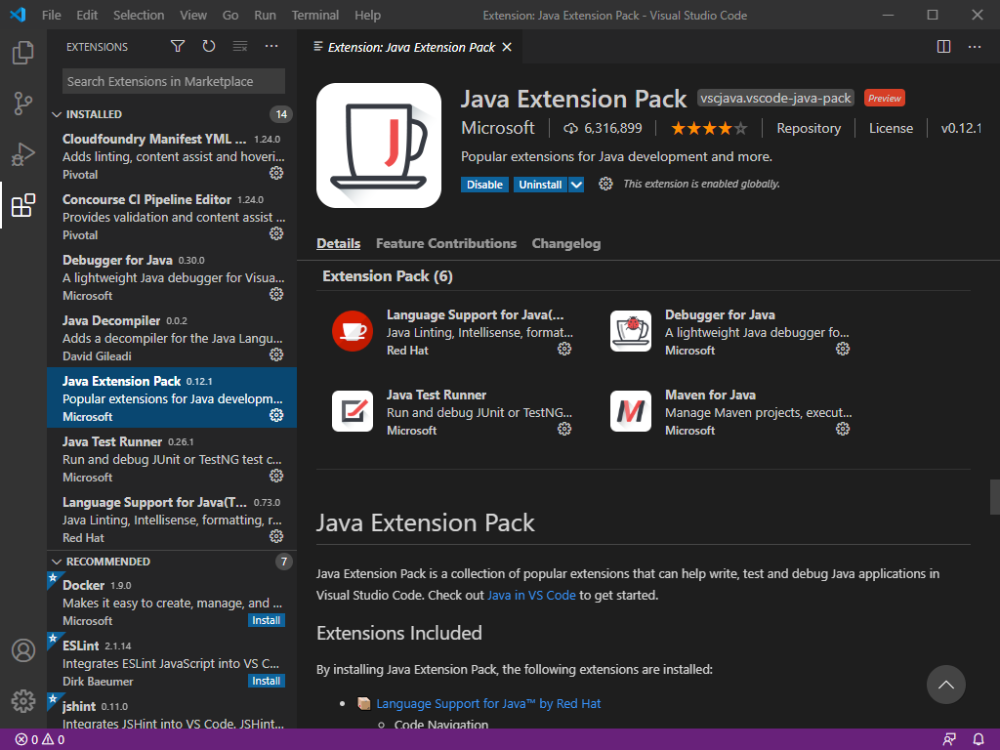 File Edit Selection View Go Run Terminal Help Extension: Java Extension Pack - Visual Studio Code
EXTENSIONS
Search Extensions in Marketplace
INSTALLED 14
Cloudfoundry Manifest YML ... 1.24.0
Adds linting, content assist and hoveri...
Pivotal
Concourse CI Pipeline Editor 1.24.0
Provides validation and content assist ...
Pivotal
Debugger for Java 0.30.0
A lightweight Java debugger for Visua...
Microsoft
Java Decompiler 0.0.2
Adds a decompiler for the Java Langu...
David Gileadi
Java Extension Pack 0.12.1
Popular extensions for Java developm...
Microsoft
Java Test Runner 0.26.1
Run and debug JUnit or TestNG test c...
Microsoft
Language Support for Java(T... 0.73.0
Java Linting, Intellisense, formatting, r...
Red Hat
RECOMMENDED 7
Docker 1.9.0
Makes it easy to create, manage, and ...
Microsoft Install
ESLint 2.1.14
Integrates ESLint JavaScript into VS C...
Dirk Baeumer Install
jshint 0.11.0
Integrates JSHint into VS Code. JSHint...
Extension: Java Extension Pack
Java Extension Pack vscjava.vscode-java-pack Preview
Microsoft 6,316,899 Repository License v0.12.1
Popular extensions for Java development and more.
Disable Uninstall This extension is enabled globally.
Details Feature Contributions Changelog
Extension Pack (6)
Language Support for Java(...
Java Linting, Intellisense, format...
Red Hat
Debugger for Java
A lightweight Java debugger fo...
Microsoft
Java Test Runner
Run and debug JUnit or TestNG...
Microsoft
Maven for Java
Manage Maven projects, execut...
Microsoft
Java Extension Pack
Java Extension Pack is a collection of popular extensions that can help write, test and debug Java applications in
Visual Studio Code. Check out Java in VS Code to get started.
Extensions Included
By installing Java Extension Pack, the following extensions are installed:
• Language Support for Java™ by Red Hat
○ Code Navigation
0 0